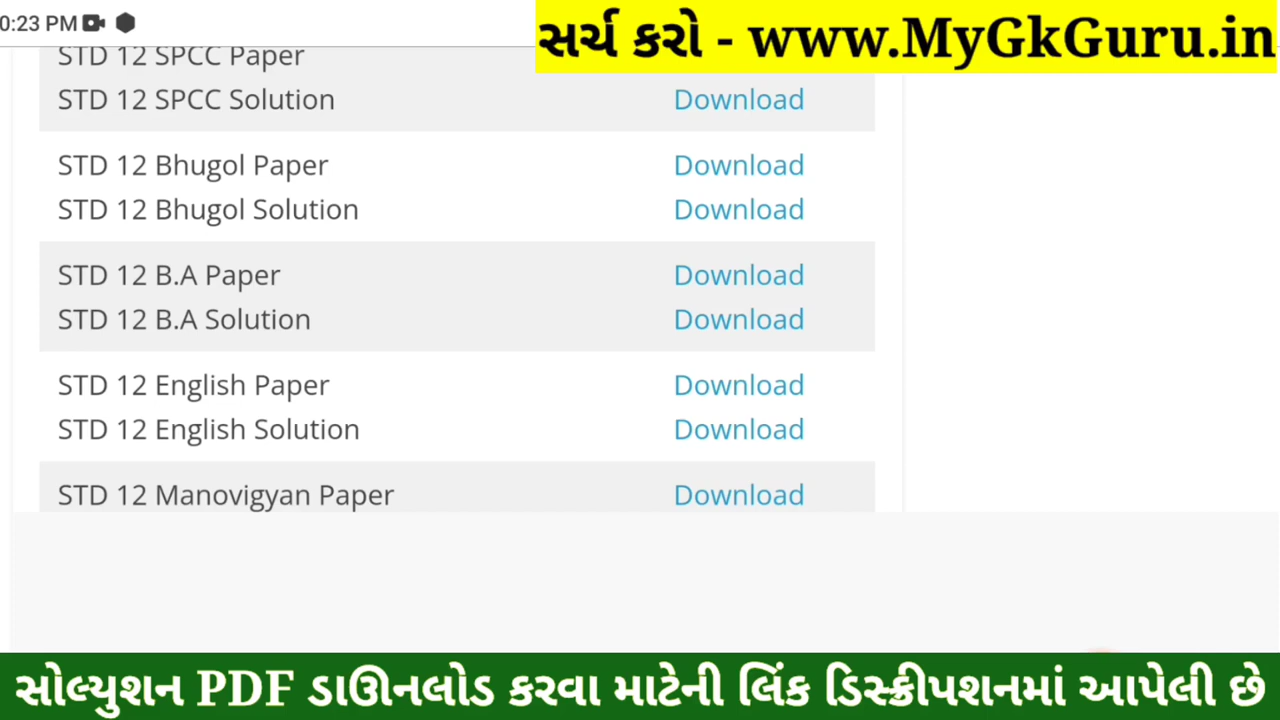 0:23 PM
સર્ચ કરો - www.MyGkGuru.in
STD 12 SPCC Paper
STD 12 SPCC Solution Download
STD 12 Bhugol Paper Download
STD 12 Bhugol Solution Download
STD 12 B.A Paper Download
STD 12 B.A Solution Download
STD 12 English Paper Download
STD 12 English Solution Download
STD 12 Manovigyan Paper Download
સોલ્યુશન PDF ડાઊનલોડ કરવા માટેની લિંક ડિસ્ક્રીપશનમાં આપેલી છે